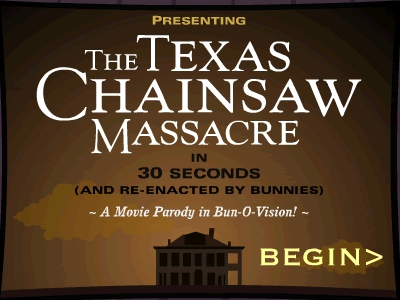 PRESENTING
THE TEXAS
CHAINSAW
MASSACRE
IN
30 SECONDS
(AND RE-ENACTED BY BUNNIES)
~ A Movie Parody in Bun-O-Vision! ~
BEGIN>